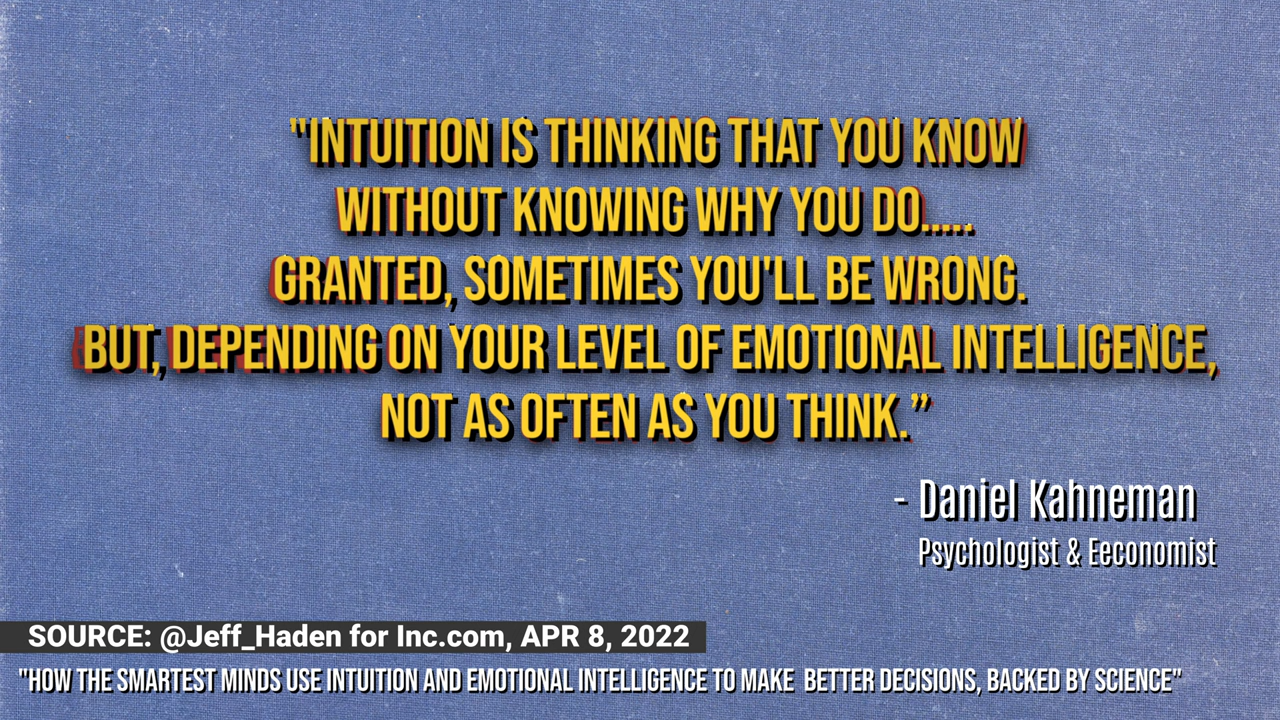 "INTUITION IS THINKING THAT YOU KNOW
WITHOUT KNOWING WHY YOU DO.....
GRANTED, SOMETIMES YOU'LL BE WRONG.
BUT, DEPENDING ON YOUR LEVEL OF EMOTIONAL INTELLIGENCE,
NOT AS OFTEN AS YOU THINK.”
- Daniel Kahneman
Psychologist & Eeconomist
SOURCE: @Jeff_Haden for Inc.com, APR 8, 2022
"HOW THE SMARTEST MINDS USE INTUITION AND EMOTIONAL INTELLIGENCE TO MAKE BETTER DECISIONS, BACKED BY SCIENCE"